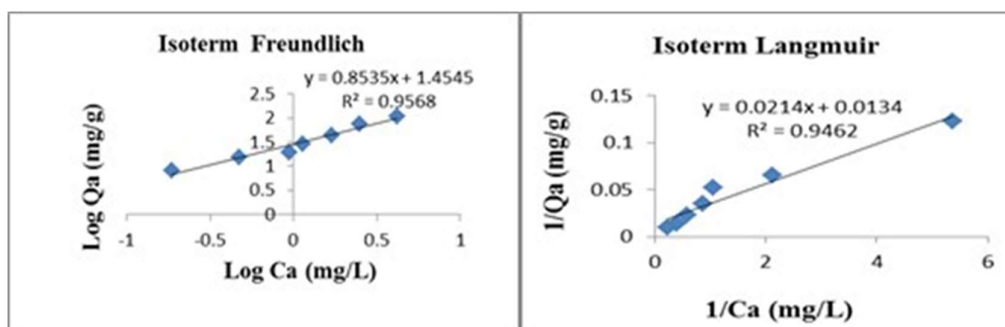 Isoterm Freundlich
y = 0.8535x + 1.4545
R² = 0.9568
Log Qa (mg/g)
2.5
2
1.5
1
0.5
0
-1
-0.5
0
0.5
1
Log Ca (mg/L)
Isoterm Langmuir
y = 0.0214x + 0.0134
R² = 0.9462
1/Qa (mg/g)
0.15
0.1
0.05
0
0
2
4
6
1/Ca (mg/L)